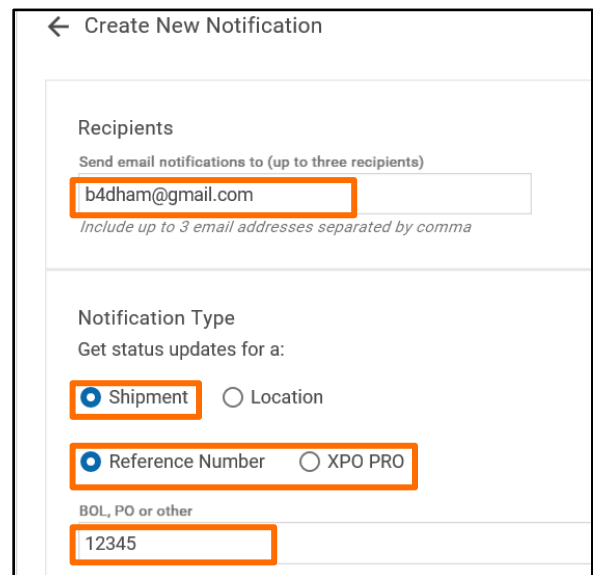 Create New Notification
Recipients
Send email notifications to (up to three recipients)
b4dham@gmail.com
Include up to 3 email addresses separated by comma
Notification Type
Get status updates for a:
Shipment Location
Reference Number XPO PRO
BOL, PO or other
12345